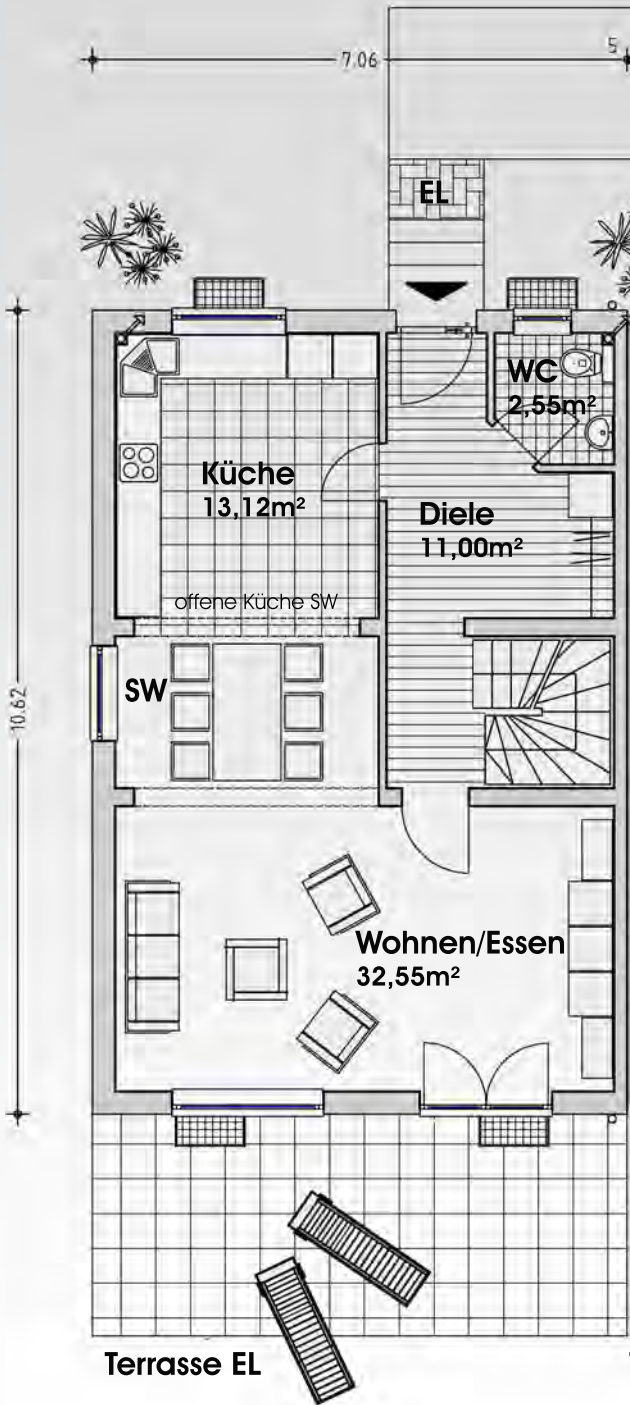 7.06
5
EL
WC
2,55m²
Küche
13,12m²
Diele
11,00m²
offene Küche SW
SW
10.62
Wohnen/Essen
32,55m²
Terrasse EL